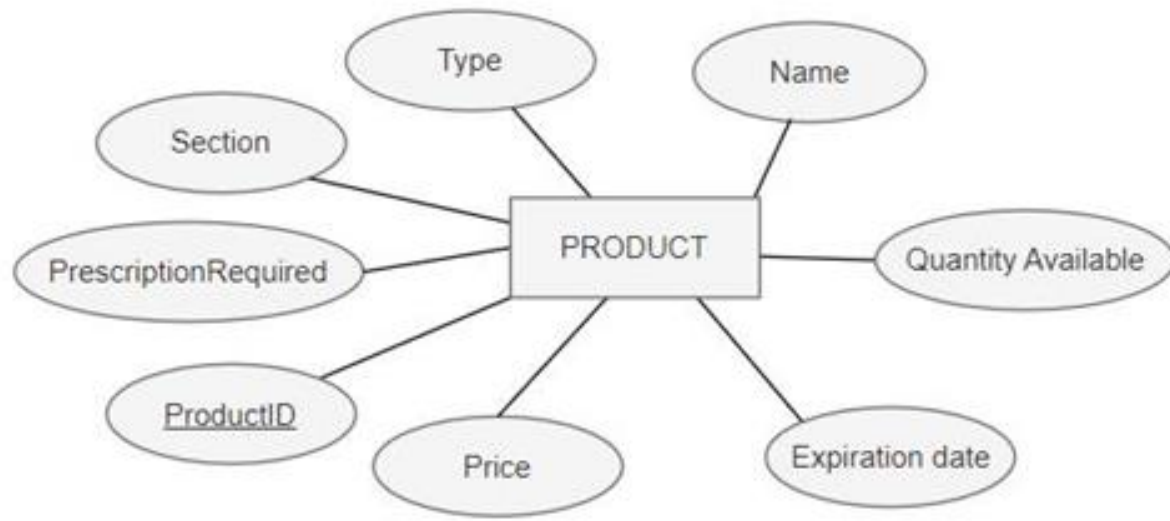 Type
Name
Section
PRODUCT
Quantity Available
PrescriptionRequired
ProductID
Price
Expiration date